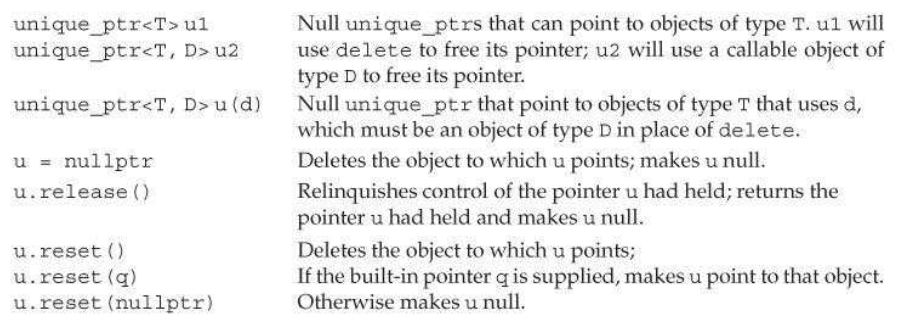 unique_ptr<T> u1 Null unique_ptrs that can point to objects of type T. u1 will
unique_ptr<T, D> u2 use delete to free its pointer; u2 will use a callable object of
type D to free its pointer.
unique_ptr<T, D> u(d) Null unique_ptr that point to objects of type T that uses d,
which must be an object of type D in place of delete.
u = nullptr Deletes the object to which u points; makes u null.
u.release() Relinquishes control of the pointer u had held; returns the
pointer u had held and makes u null.
u.reset() Deletes the object to which u points;
u.reset(q) If the built-in pointer q is supplied, makes u point to that object.
u.reset(nullptr) Otherwise makes u null.